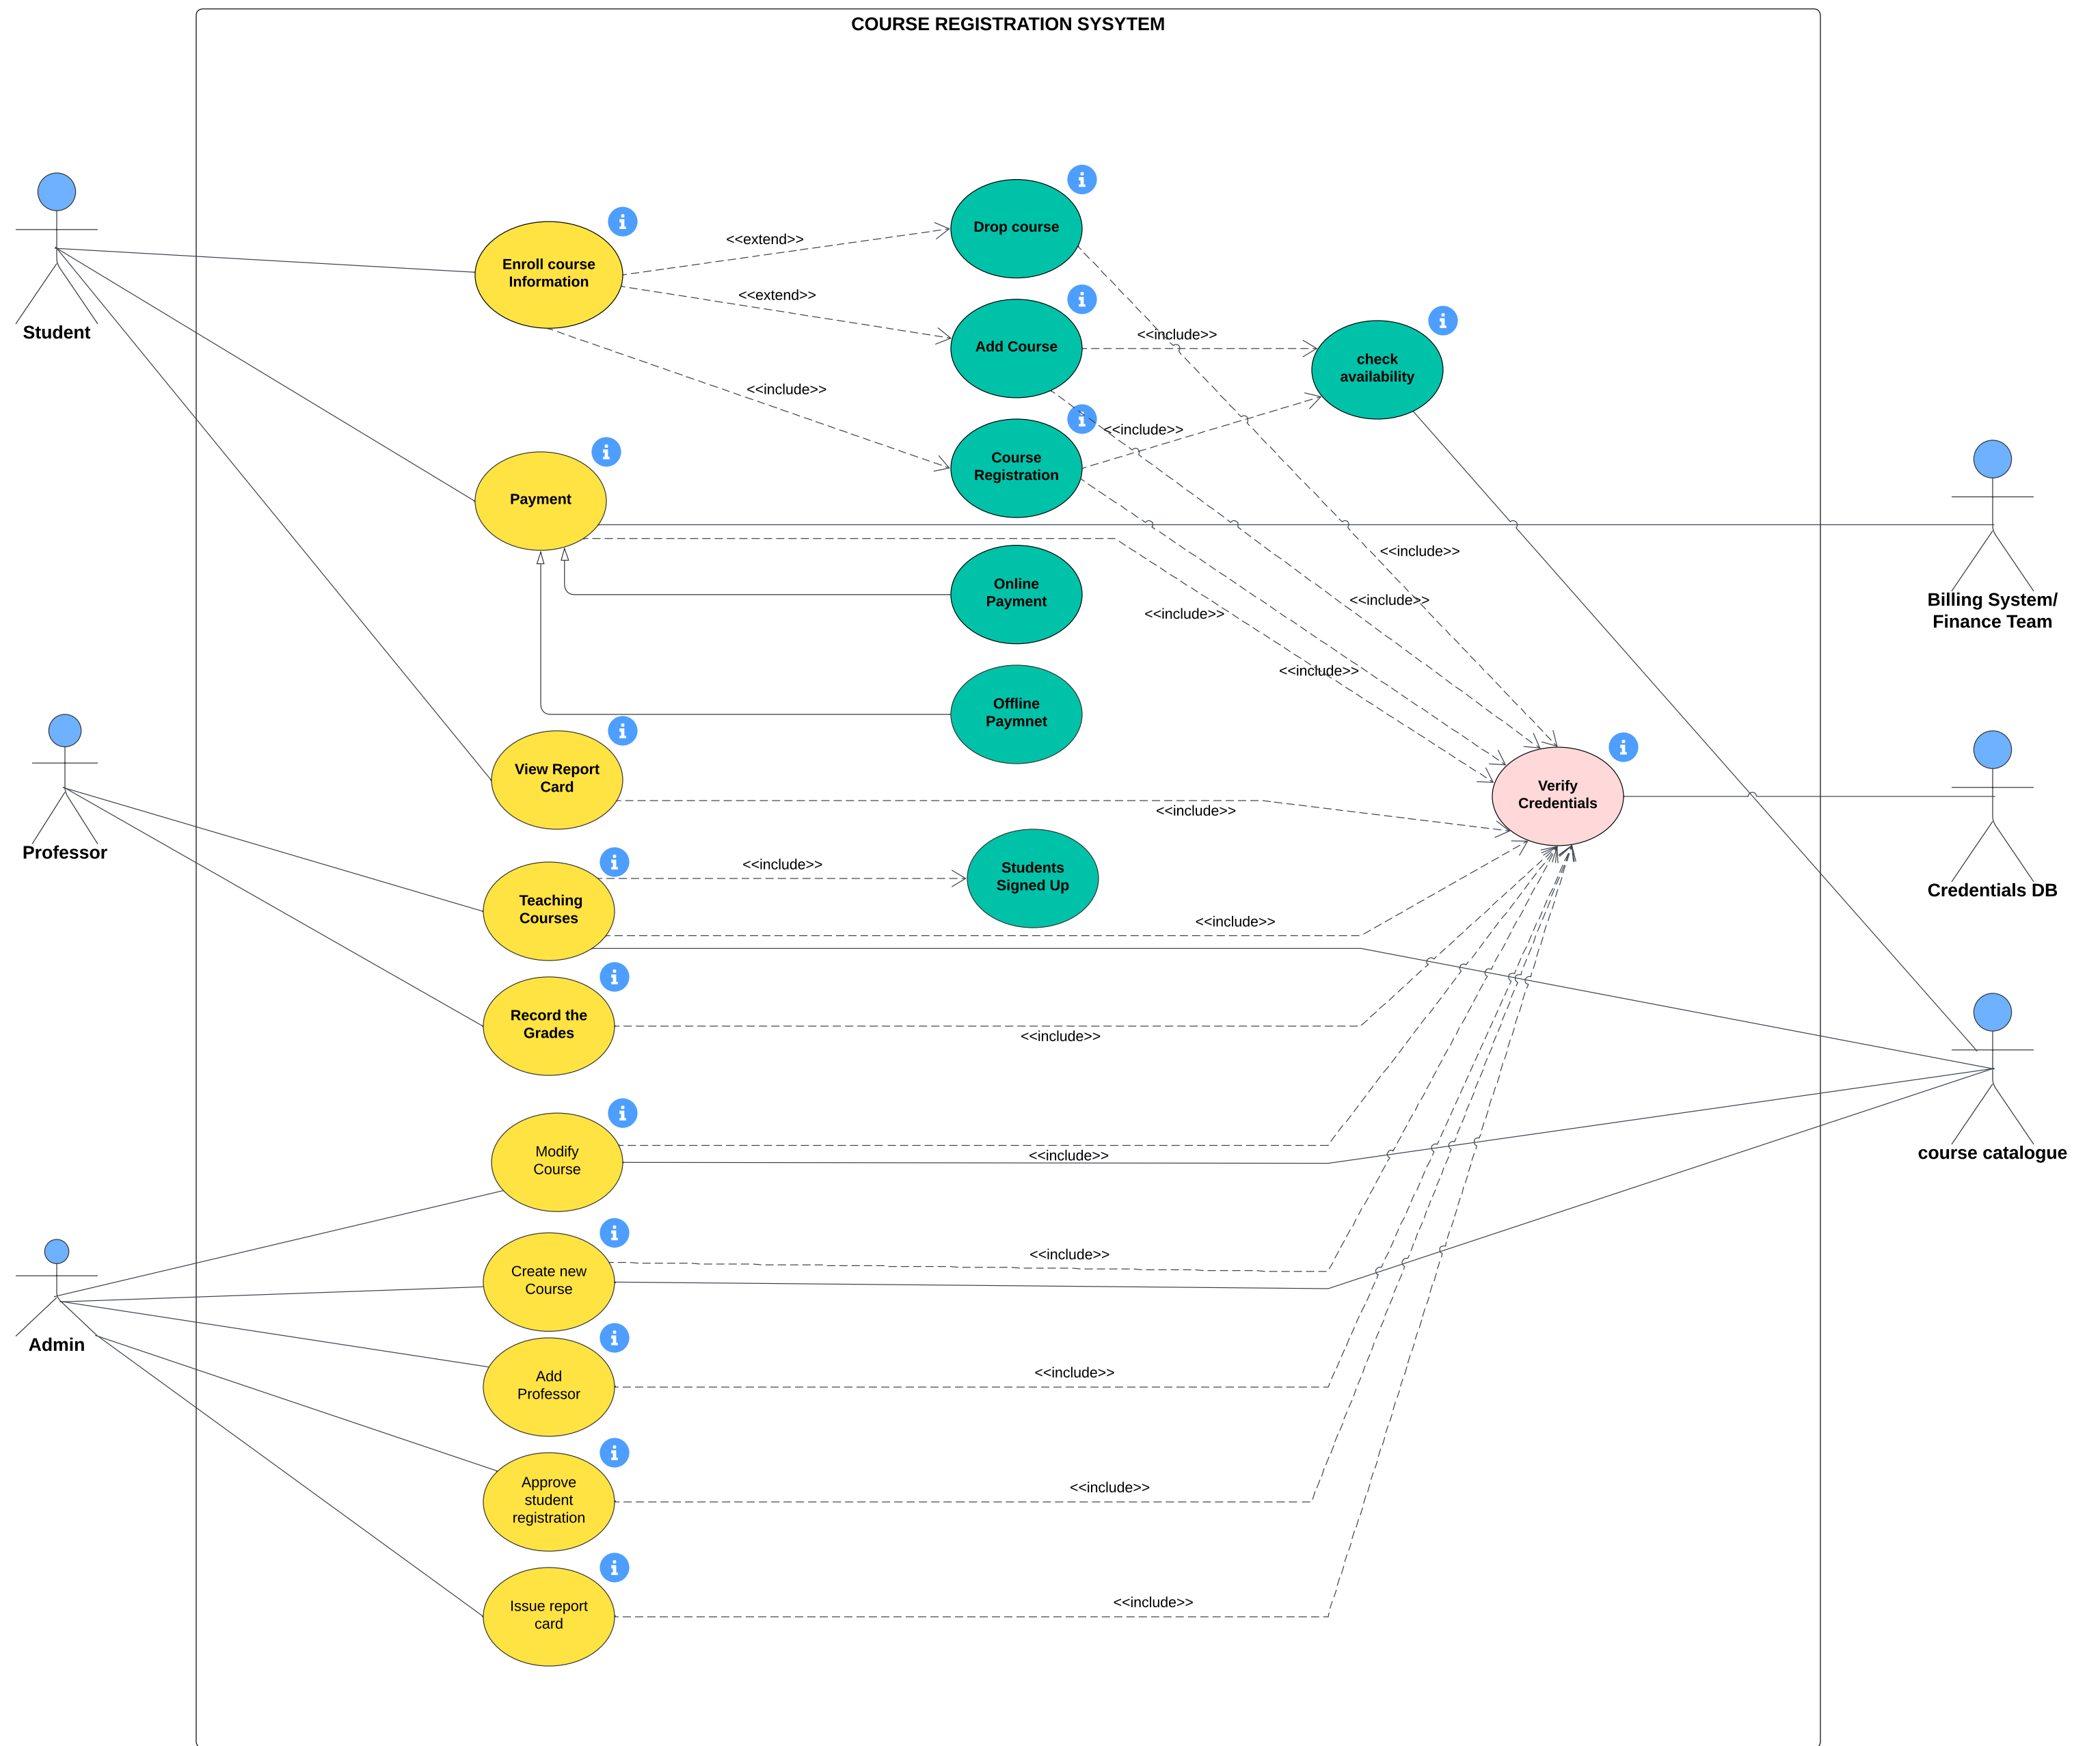 COURSE REGISTRATION SYSYTEM
Student
Enroll course
Information
<<extend>>
Drop course
<<extend>>
Add Course
<<include>>
check
availability
<<include>>
Course
Registration
<<include>>
Payment
<<include>>
<<include>>
<<include>>
<<include>>
Online
Payment
Offline
Paymnet
Billing System/
Finance Team
View Report
Card
<<include>>
Verify
Credentials
Credentials DB
Professor
Teaching
Courses
<<include>>
Students
Signed Up
<<include>>
Record the
Grades
<<include>>
Modify
Course
<<include>>
course catalogue
Create new
Course
<<include>>
Admin
Add
Professor
<<include>>
Approve
student
registration
<<include>>
Issue report
card
<<include>>